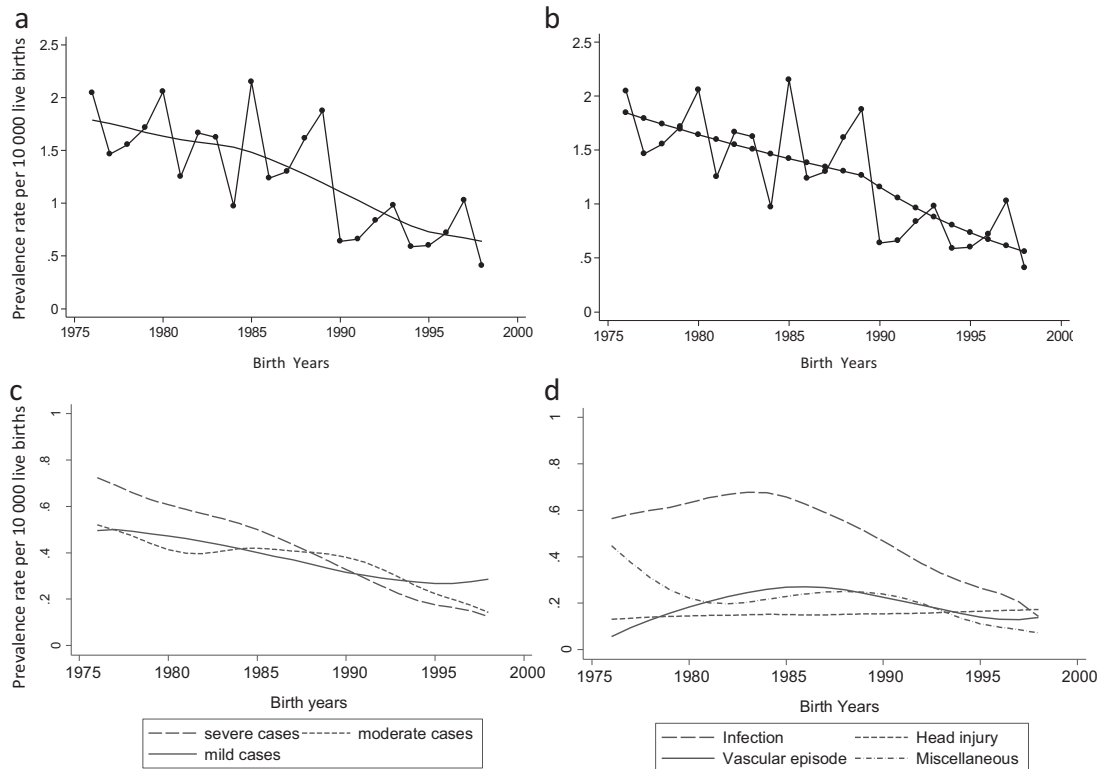 a
Prevalence rate per 10 000 live births
2.5
2
1.5
1
.5
0
1975 1980 1985 1990 1995 2000
Birth Years
b
2.5
2
1.5
1
.5
0
1975 1980 1985 1990 1995 200
Birth Years
c
Prevalence rate per 10 000 live births
1
.8
.6
.4
.2
0
1975 1980 1985 1990 1995 2000
Birth years
severe cases moderate cases
mild cases
d
1
.8
.6
.4
.2
0
1975 1980 1985 1990 1995 2000
Birth Years
Infection Head injury
Vascular episode Miscellaneous